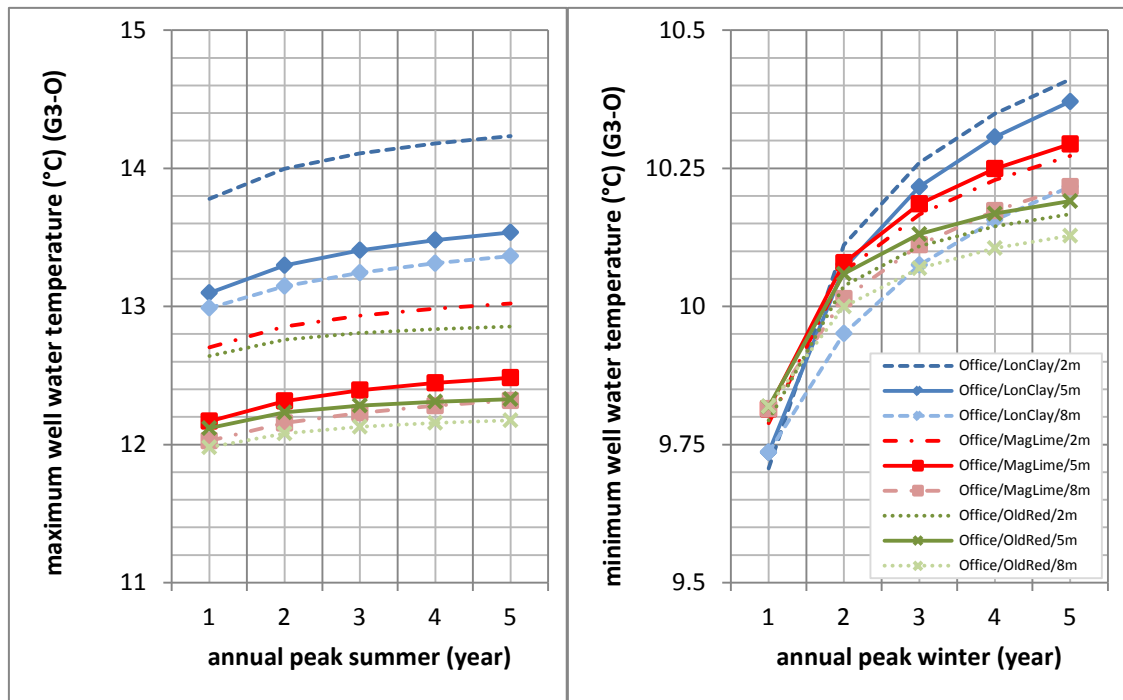 maximum well water temperature (°C) (G3-O)
15
14
13
12
11
1 2 3 4 5
annual peak summer (year)
minimum well water temperature (°C) (G3-O)
10.5
10.25
10
9.75
9.5
1 2 3 4 5
annual peak winter (year)
Office/LonClay/2m
Office/LonClay/5m
Office/LonClay/8m
Office/MagLime/2m
Office/MagLime/5m
Office/MagLime/8m
Office/OldRed/2m
Office/OldRed/5m
Office/OldRed/8m